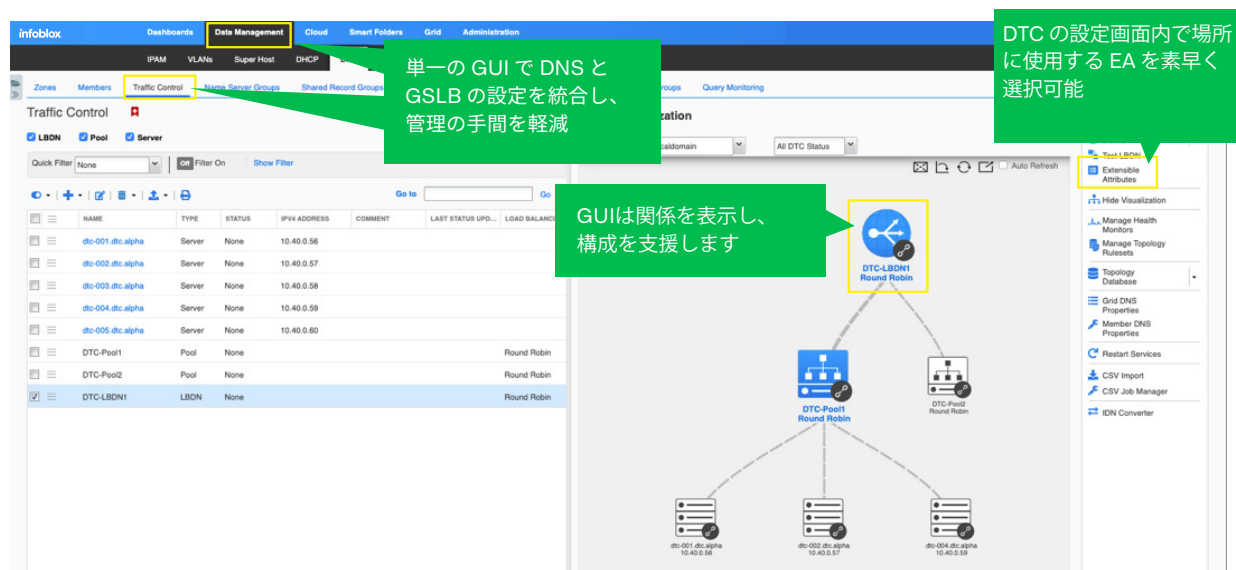 infoblox
Dashboards Data Management Cloud Smart Folders Grid Administration
IPAM VLANs Super Host DHCP
Zones Members Traffic Control Name Server Groups Shared Record Groups Query Monitoring
単一の GUI で DNS と
GSLB の設定を統合し、
管理の手間を軽減
DTC の設定画面内で場所
に使用する EA を素早く
選択可能
Traffic Control
LBDN Pool Server
Quick Filter None Off Filter On Show Filter
Go to Go
NAME TYPE STATUS IPV4 ADDRESS COMMENT LAST STATUS UPD... LOAD BALANCI
dtc-001.dtc.alpha Server None 10.40.0.56
dtc-002.dtc.alpha Server None 10.40.0.57
dtc-003.dtc.alpha Server None 10.40.0.58
dtc-004.dtc.alpha Server None 10.40.0.59
dtc-005.dtc.alpha Server None 10.40.0.60
DTC-Pool1 Pool None Round Robin
DTC-Pool2 Pool None Round Robin
DTC-LBDN1 LBDN None Round Robin
zation
caldomain All DTC Status
Auto Refresh
GUIは関係を表示し、
構成を支援します
DTC-LBDN1
Round Robin
DTC-Pool1
Round Robin
DTC-Pool2
Round Robin
dtc-001.dtc.alpha
10.40.0.56
dtc-002.dtc.alpha
10.40.0.57
dtc-004.dtc.alpha
10.40.0.59
Test LBDN
Extensible
Attributes
Hide Visualization
Manage Health
Monitors
Manage Topology
Rulesets
Topology
Database
Grid DNS
Properties
Member DNS
Properties
Restart Services
CSV Import
CSV Job Manager
IDN Converter